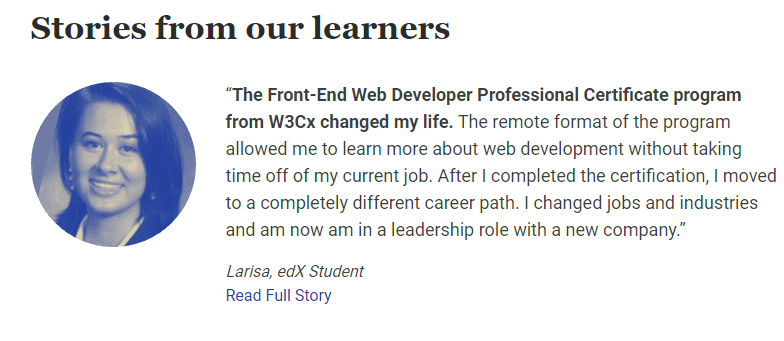 Stories from our learners
“The Front-End Web Developer Professional Certificate program
from W3Cx changed my life. The remote format of the program
allowed me to learn more about web development without taking
time off of my current job. After I completed the certification, I moved
to a completely different career path. I changed jobs and industries
and am now am in a leadership role with a new company.”
Larisa, edX Student
Read Full Story